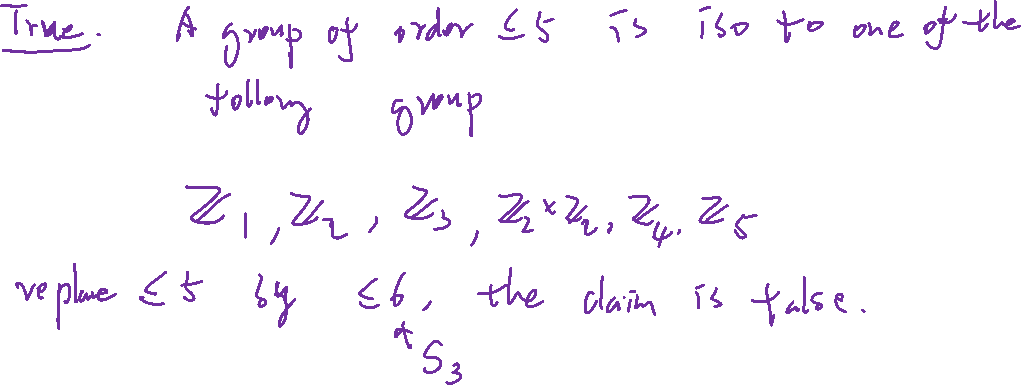 True. A group of order ≤ 5 is iso to one of the
following group
ℤ₁, ℤ₂, ℤ₃, ℤ₂ × ℤ₂, ℤ₄, ℤ₅
replace ≤ 5 by ≤ 6, the claim is false.
S₃